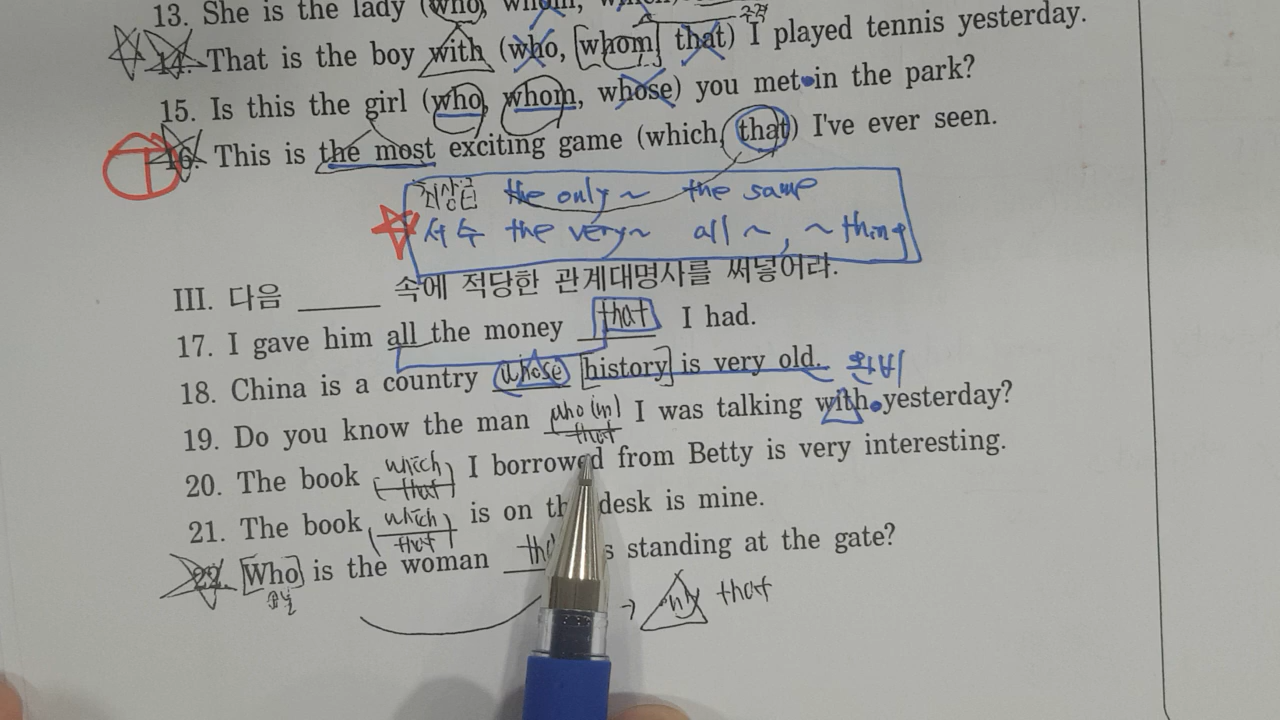 13. She is the lady (who, whom,
14. That is the boy with (who, whom, that) I played tennis yesterday.
15. Is this the girl (who, whom, whose) you met in the park?
16. This is the most exciting game (which, that) I've ever seen.
최상급 the only ~ the same
서수 the very ~ all ~, ~thing
III. 다음 ______ 속에 적당한 관계대명사를 써넣어라.
17. I gave him all the money that I had.
18. China is a country whose history is very old. 완비
19. Do you know the man who(m) I was talking with yesterday?
that
20. The book which I borrowed from Betty is very interesting.
that
21. The book which is on the desk is mine.
that
22. Who is the woman standing at the gate?
→ only that